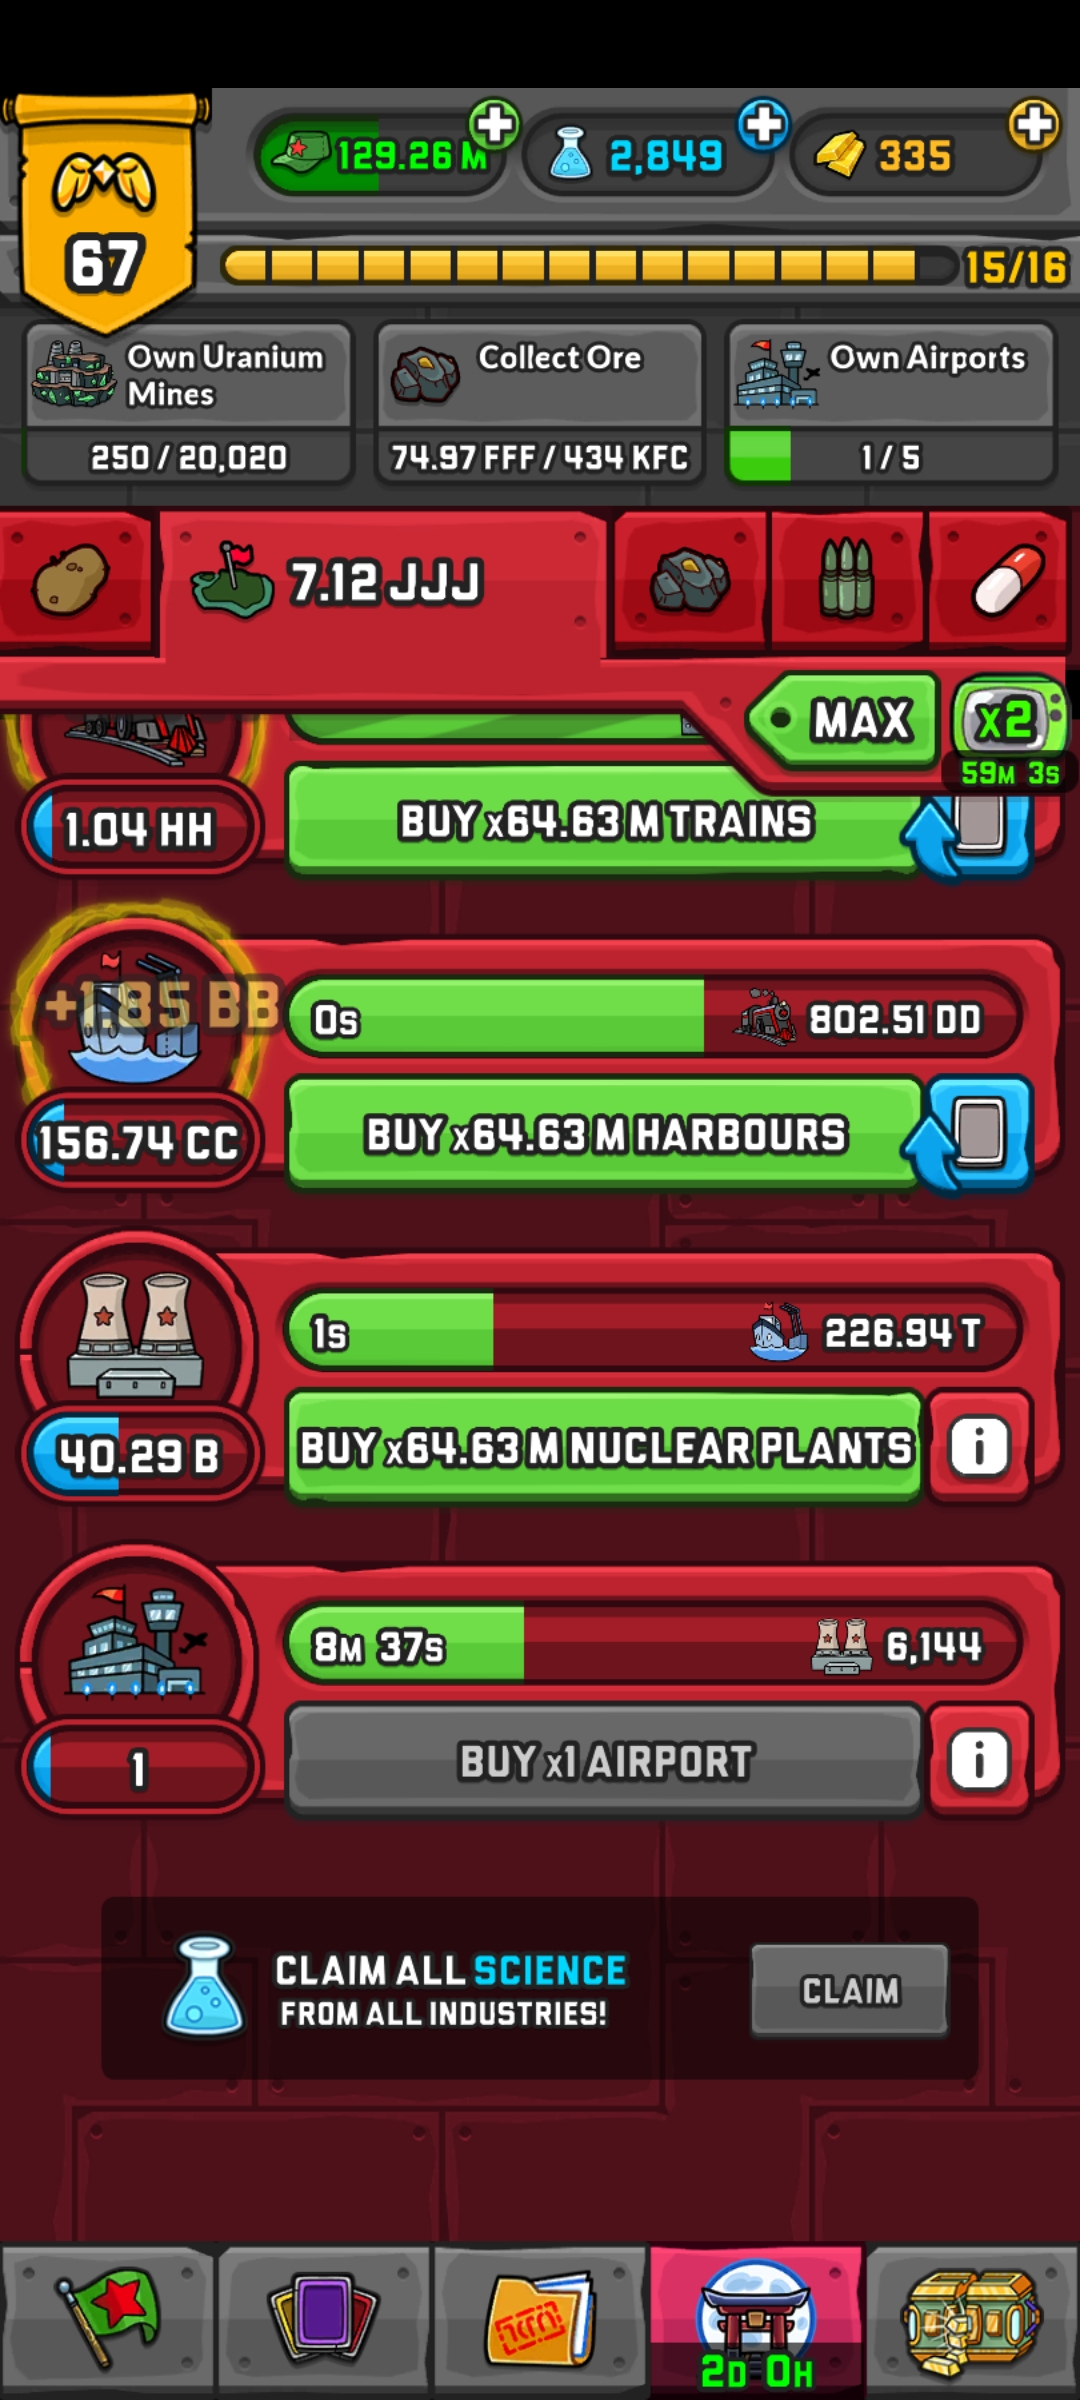 129.26 M
2,849
335
67
15/16
Own Uranium
Mines
250 / 20,020
Collect Ore
74.97 FFF / 434 KFC
Own Airports
1 / 5
7.12 JJJ
MAX
X2
59M 3S
1.04 HH
BUY x64.63 M TRAINS
+1.85 BB
0s
802.51 DD
156.74 CC
BUY x64.63 M HARBOURS
1s
226.94 T
40.29 B
BUY x64.63 M NUCLEAR PLANTS
i
8M 37S
6,144
1
BUY x1 AIRPORT
i
CLAIM ALL SCIENCE
FROM ALL INDUSTRIES!
CLAIM
2D 0H